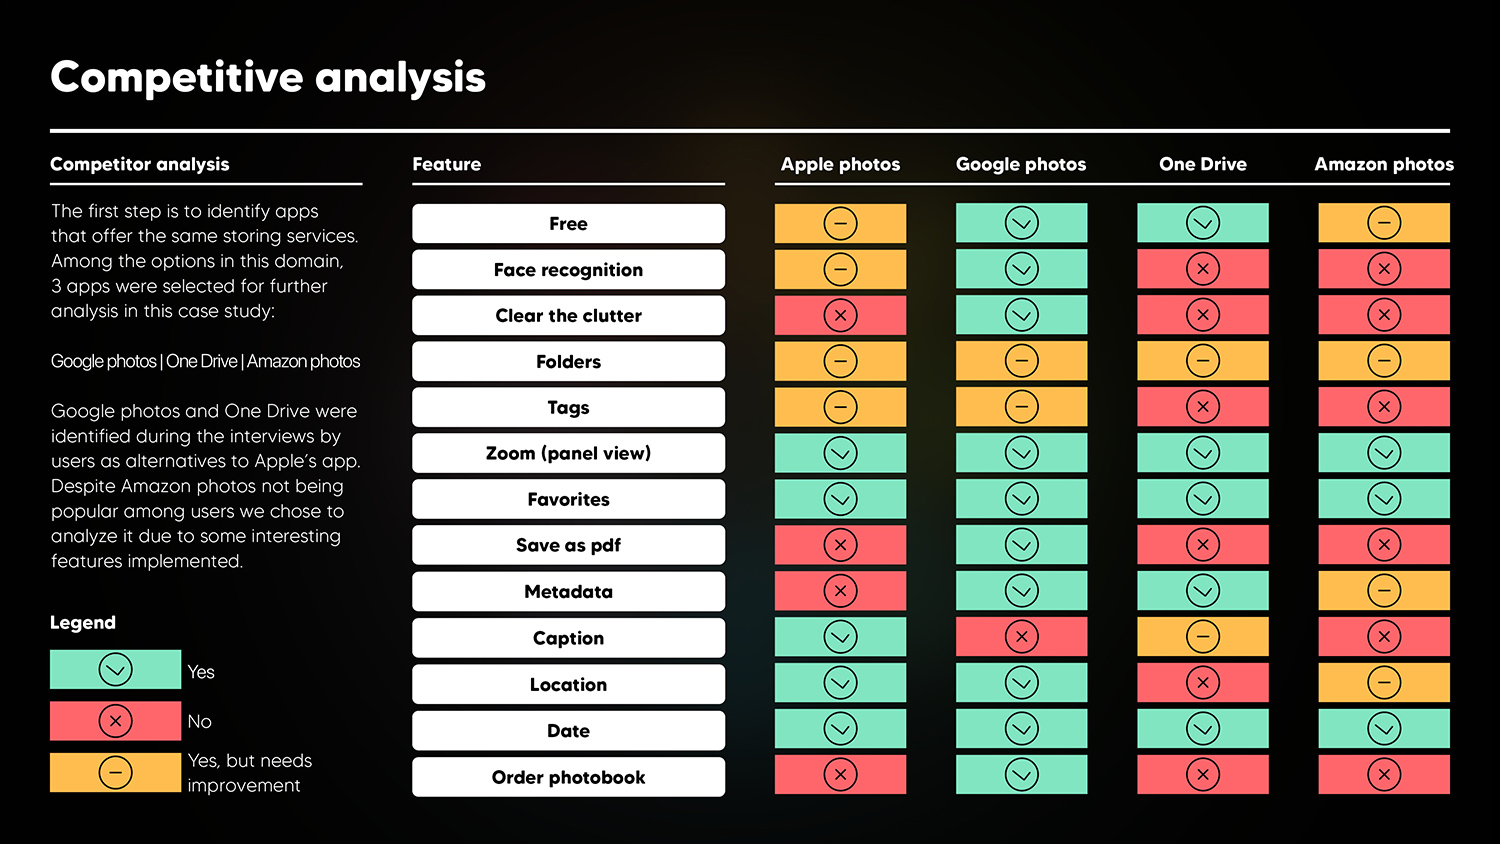 Competitive analysis
Competitor analysis
The first step is to identify apps
that offer the same storing services.
Among the options in this domain,
3 apps were selected for further
analysis in this case study:
Google photos | One Drive | Amazon photos
Google photos and One Drive were
identified during the interviews by
users as alternatives to Apple's app.
Despite Amazon photos not being
popular among users we chose to
analyze it due to some interesting
features implemented.
Legend
Yes
No
Yes, but needs
improvement
Feature
Apple photos
Google photos
One Drive
Amazon photos
Free
Face recognition
Clear the clutter
Folders
Tags
Zoom (panel view)
Favorites
Save as pdf
Metadata
Caption
Location
Date
Order photobook